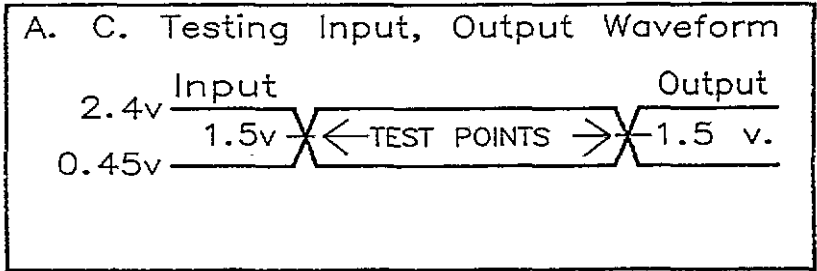 A. C. Testing Input, Output Waveform
Input Output
2.4v
1.5v TEST POINTS 1.5 v.
0.45v